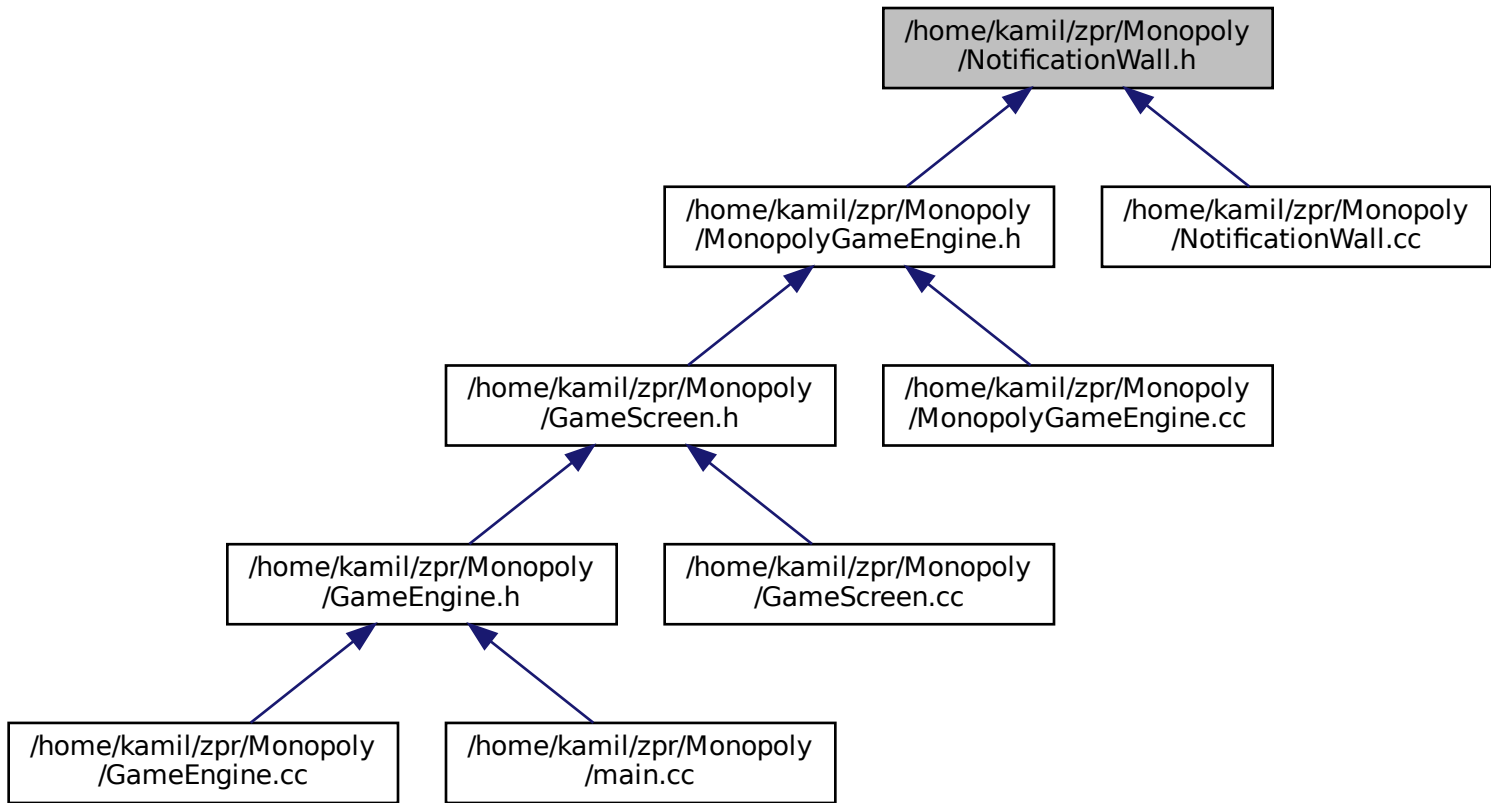 /home/kamil/zpr/Monopoly
/NotificationWall.h
/home/kamil/zpr/Monopoly
/MonopolyGameEngine.h
/home/kamil/zpr/Monopoly
/NotificationWall.cc
/home/kamil/zpr/Monopoly
/GameScreen.h
/home/kamil/zpr/Monopoly
/MonopolyGameEngine.cc
/home/kamil/zpr/Monopoly
/GameEngine.h
/home/kamil/zpr/Monopoly
/GameScreen.cc
/home/kamil/zpr/Monopoly
/GameEngine.cc
/home/kamil/zpr/Monopoly
/main.cc